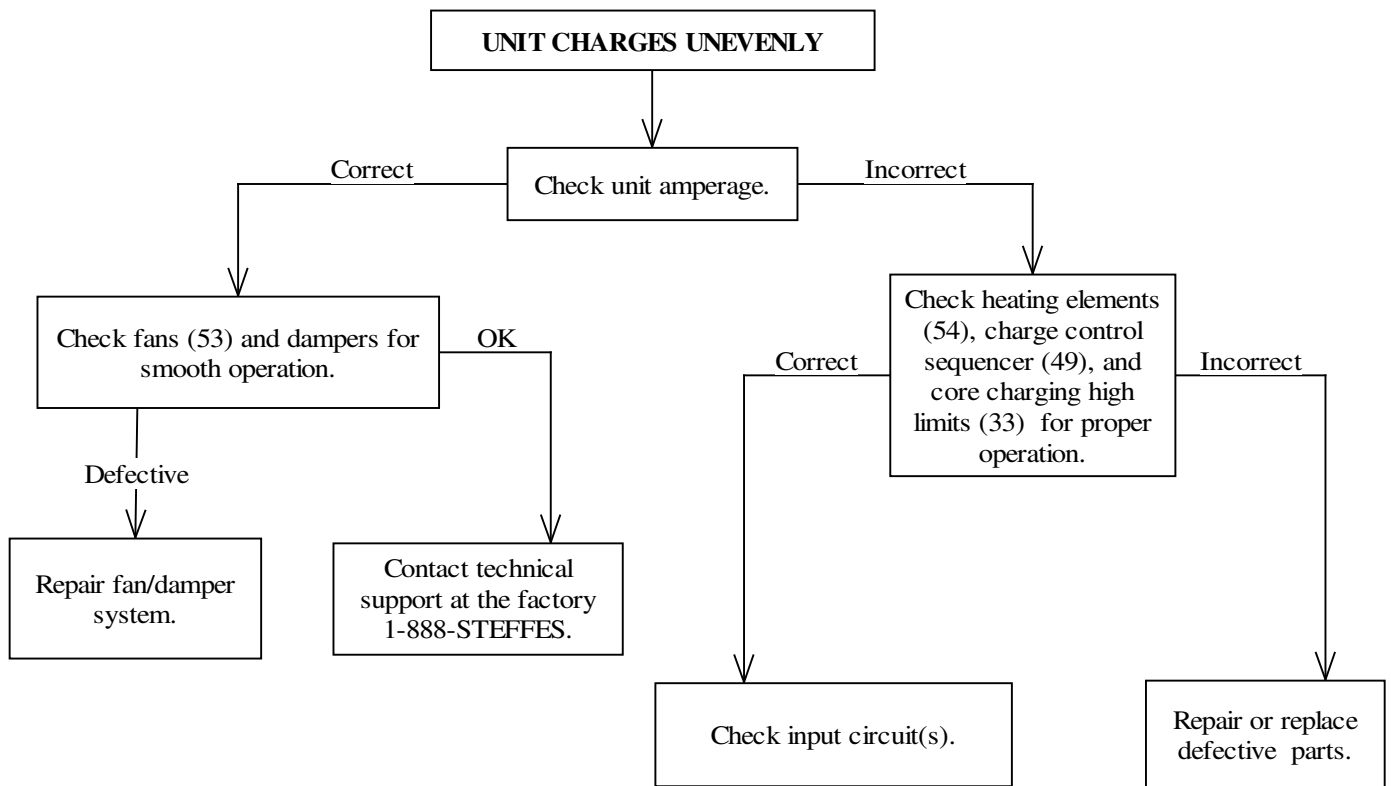 UNIT CHARGES UNEVENLY
Correct
Check unit amperage.
Incorrect
Check fans (53) and dampers for
smooth operation.
OK
Defective
Repair fan/damper
system.
Contact technical
support at the factory
1-888-STEFFES.
Check heating elements
(54), charge control
sequencer (49), and
core charging high
limits (33) for proper
operation.
Correct
Incorrect
Check input circuit(s).
Repair or replace
defective parts.